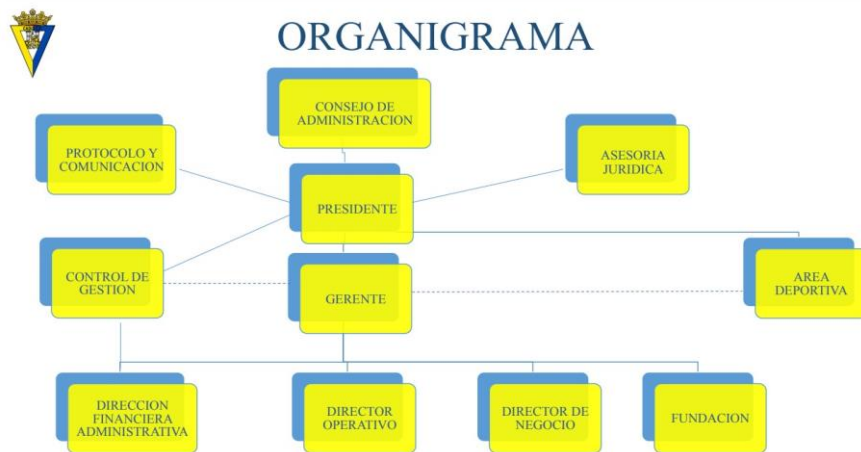 ORGANIGRAMA
CONSEJO DE
ADMINISTRACION
PROTOCOLO Y
COMUNICACION
ASESORIA
JURIDICA
PRESIDENTE
CONTROL DE
GESTION
GERENTE
AREA
DEPORTIVA
DIRECCION
FINANCIERA
ADMINISTRATIVA
DIRECTOR
OPERATIVO
DIRECTOR DE
NEGOCIO
FUNDACION